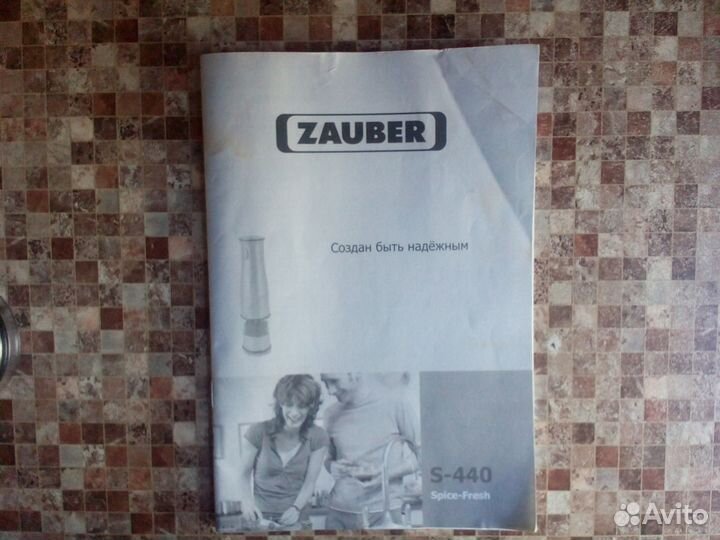 ZAUBER
Создан быть надёжным
S-440
Spice-Fresh
Avito